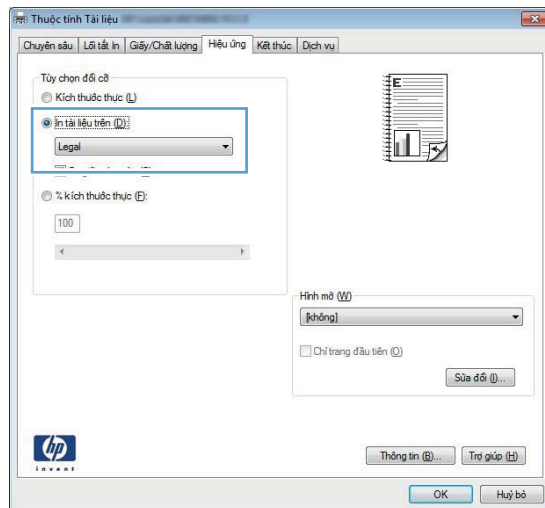 Thuộc tính Tài liệu
Chuyên sâu
Lối tắt In
Giấy/Chất lượng
Hiệu ứng
Kết thúc
Dịch vụ
Tùy chọn đổi cỡ
Kích thước thực (L)
In tài liệu trên (D):
Legal
% kích thước thực (F):
100
E
Hình mờ (W)
[không]
Chỉ trang đầu tiên (O)
Sửa đổi (I)...
hp
invent
Thông tin (B)...
Trợ giúp (H)
OK
Huỷ bỏ